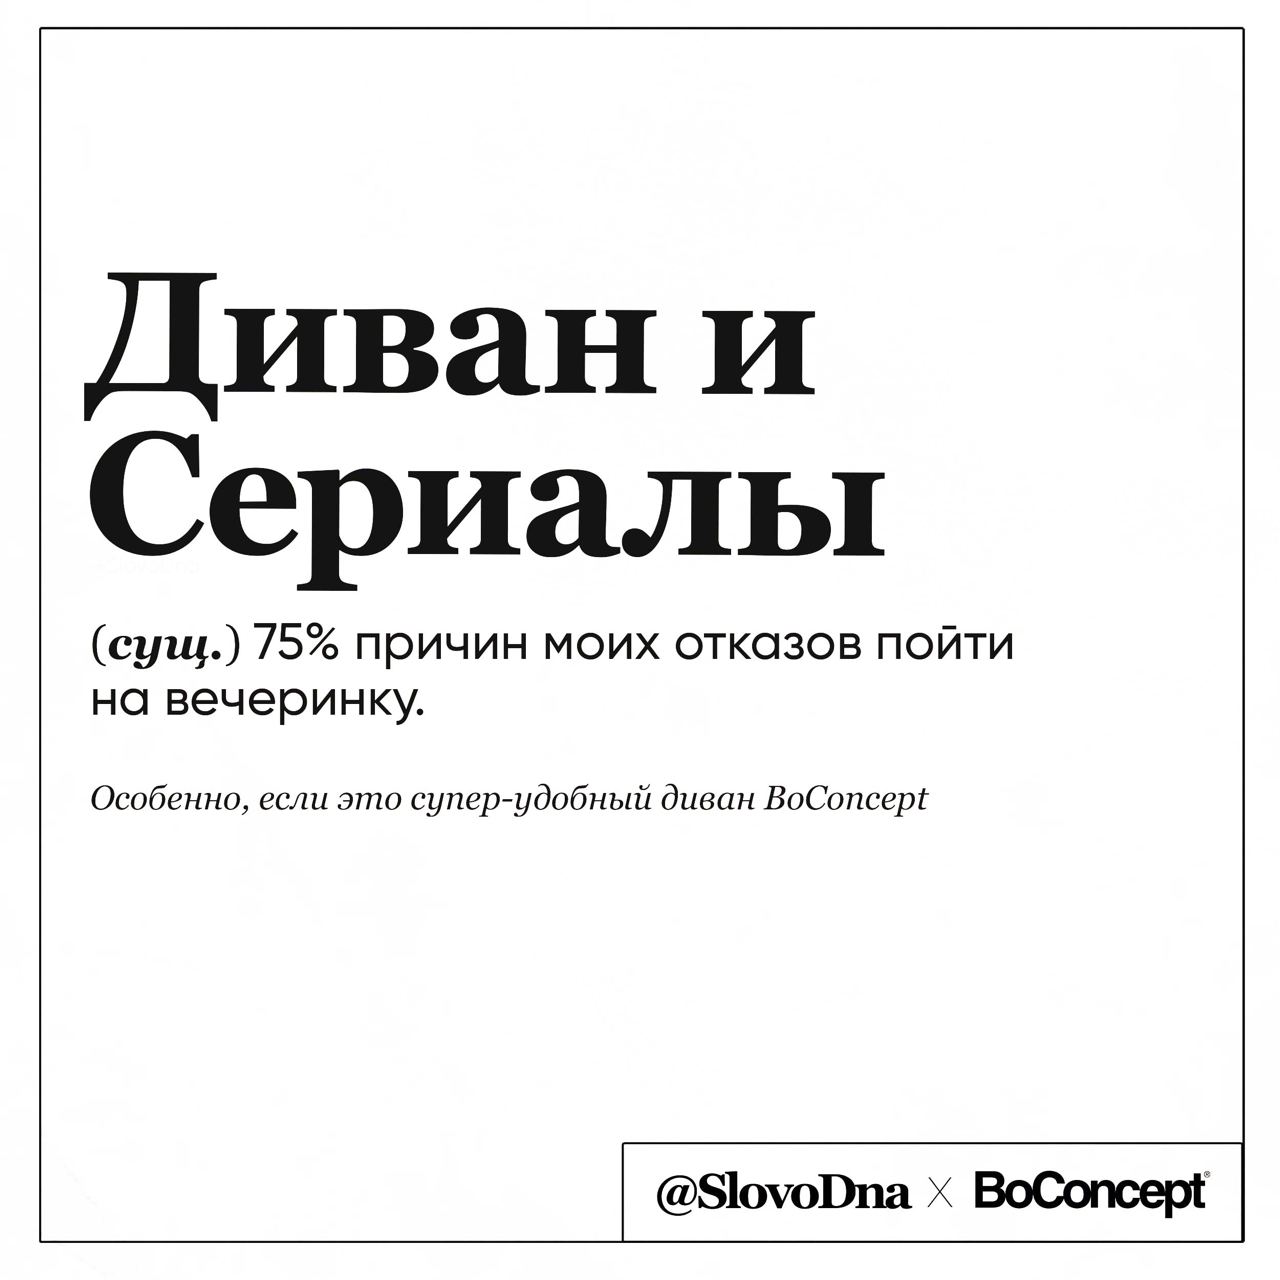 Диван и
Сериалы
(сущ.) 75% причин моих отказов пойти
на вечеринку.
Особенно, если это супер-удобный диван BoConcept
@SlovoDna X BoConcept®